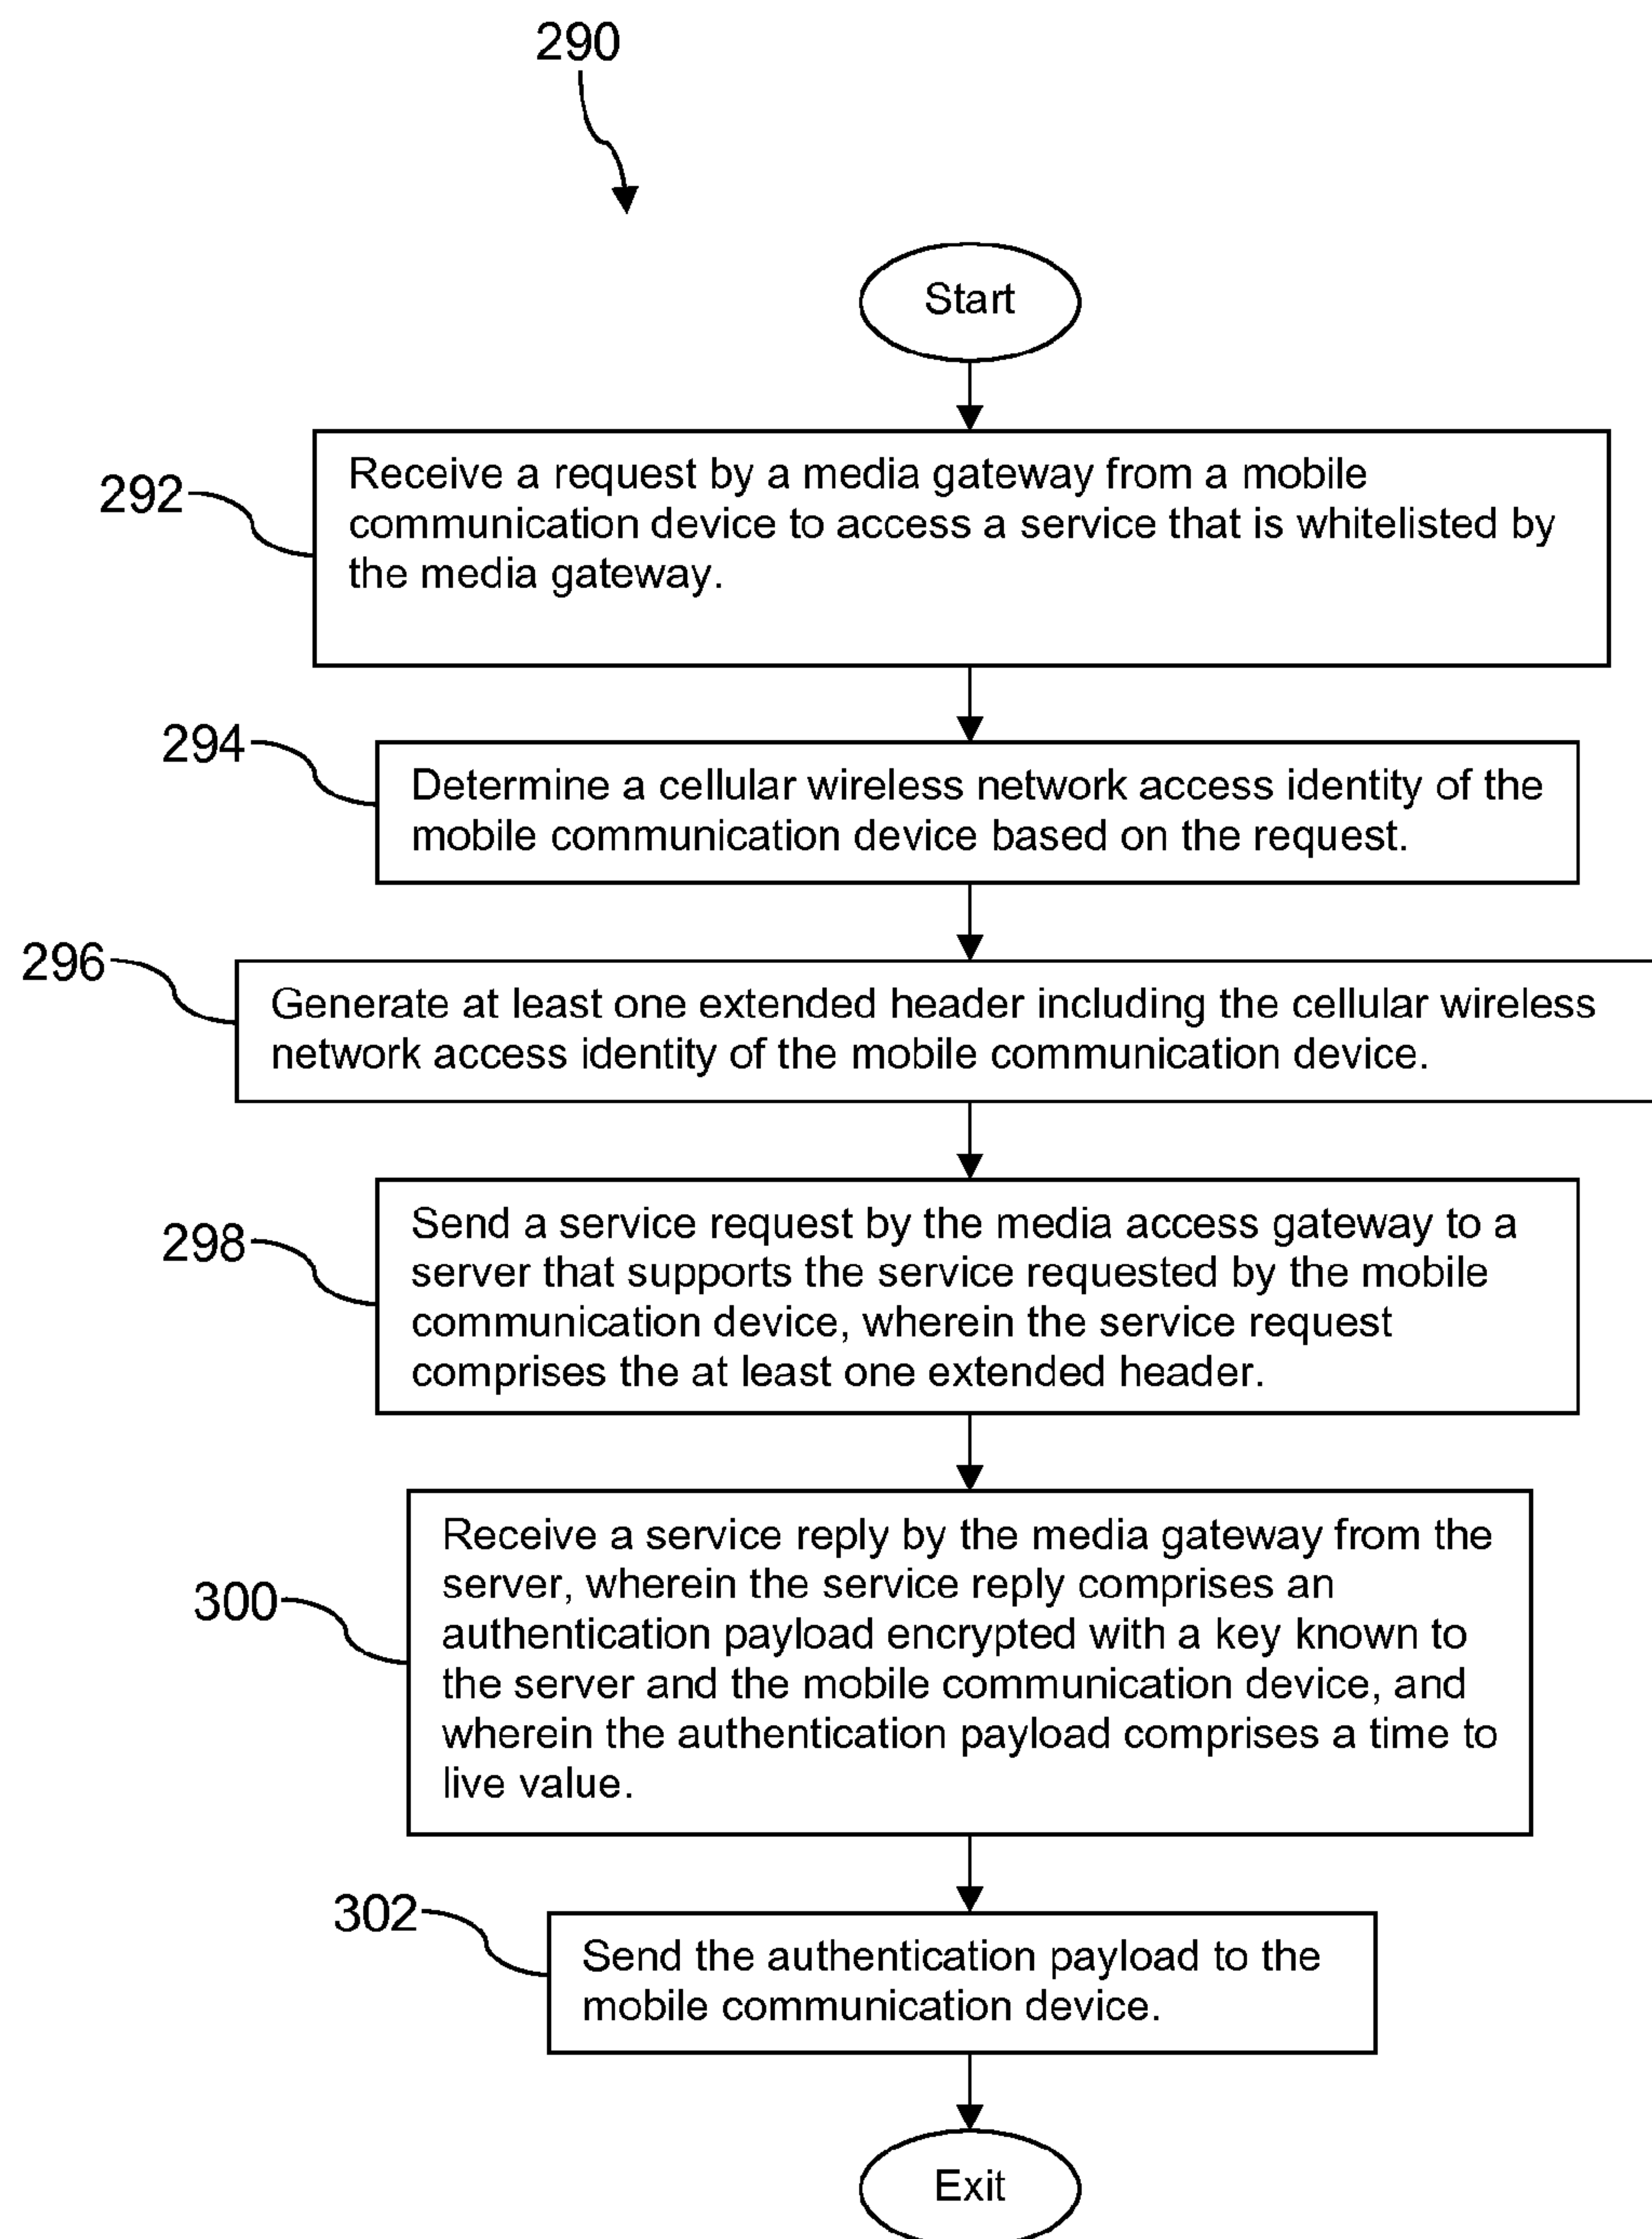 290
Start
292
Receive a request by a media gateway from a mobile
communication device to access a service that is whitelisted by
the media gateway.
294
Determine a cellular wireless network access identity of the
mobile communication device based on the request.
296
Generate at least one extended header including the cellular wireless
network access identity of the mobile communication device.
298
Send a service request by the media access gateway to a
server that supports the service requested by the mobile
communication device, wherein the service request
comprises the at least one extended header.
300
Receive a service reply by the media gateway from the
server, wherein the service reply comprises an
authentication payload encrypted with a key known to
the server and the mobile communication device, and
wherein the authentication payload comprises a time to
live value.
302
Send the authentication payload to the
mobile communication device.
Exit